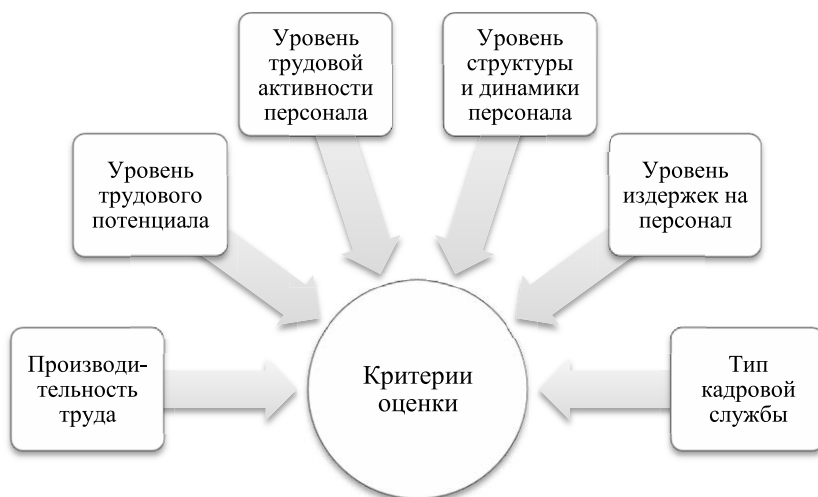 Уровень
трудовой
активности
персонала
Уровень
структуры
и динамики
персонала
Уровень
трудового
потенциала
Уровень
издержек на
персонал
Производи-
тельность
труда
Критерии
оценки
Тип
кадровой
службы